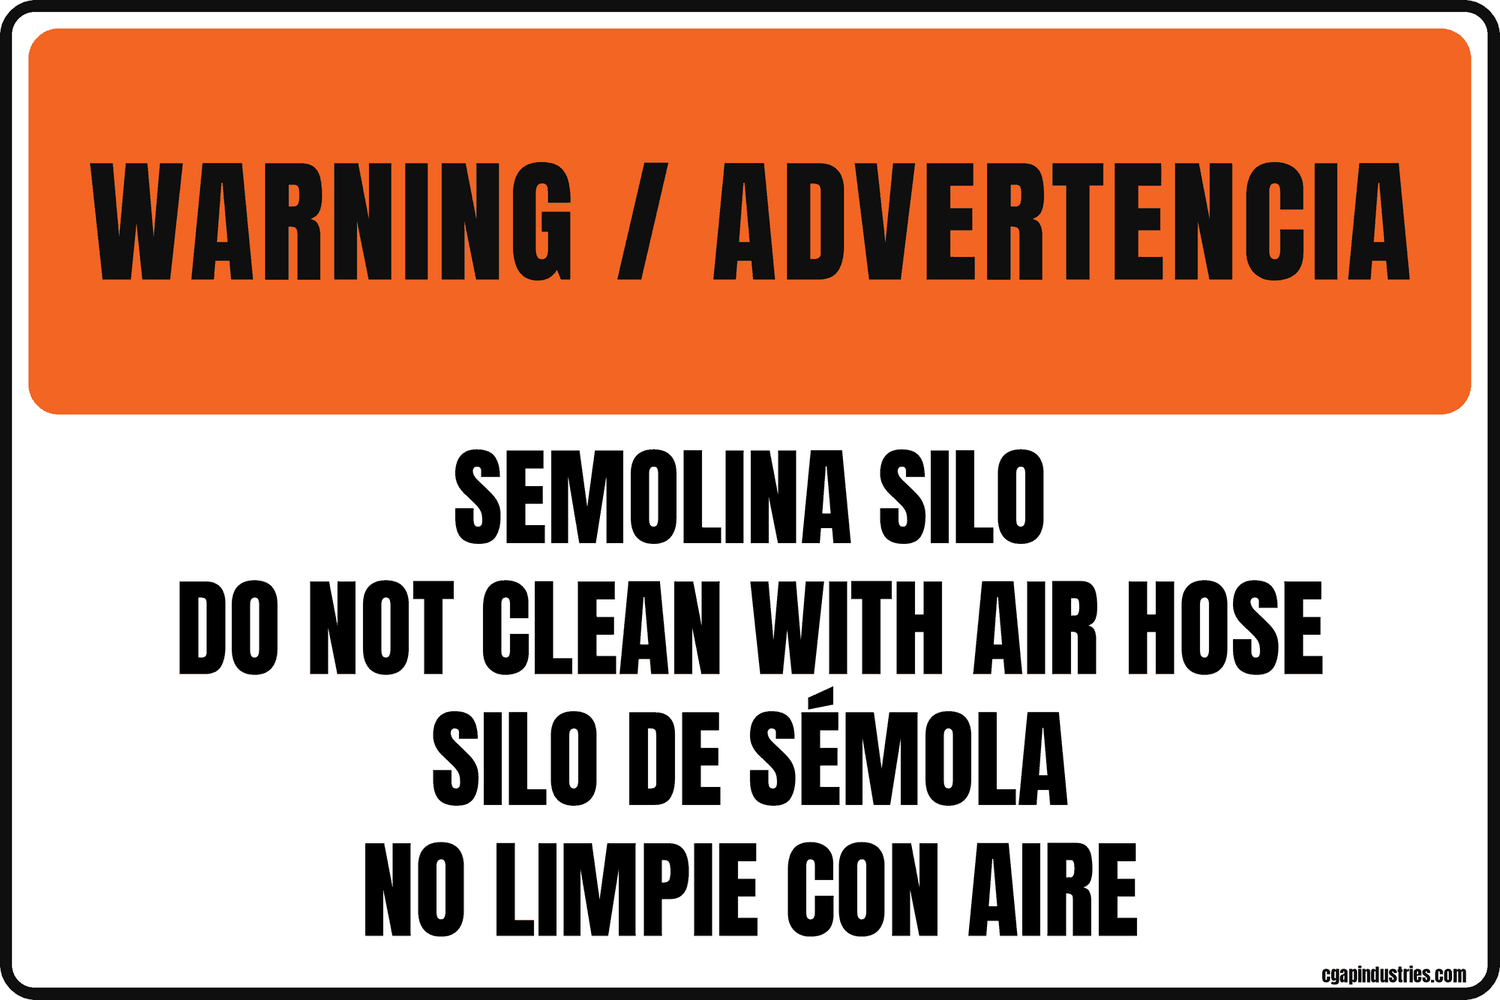 WARNING / ADVERTENCIA
SEMOLINA SILO
DO NOT CLEAN WITH AIR HOSE
SILO DE SÉMOLA
NO LIMPIE CON AIRE
cgapindustries.com